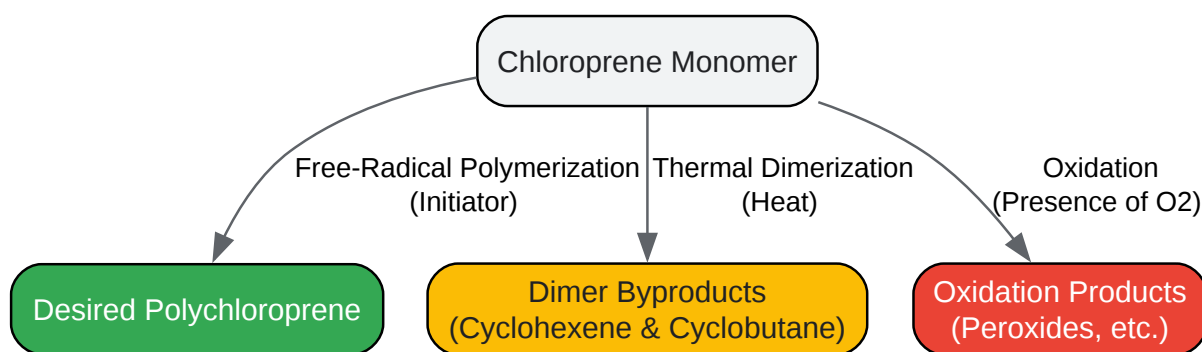 Chloroprene Monomer
Free-Radical Polymerization
(Initiator)
Thermal Dimerization
(Heat)
Oxidation
(Presence of O2)
Desired Polychloroprene
Dimer Byproducts
(Cyclohexene & Cyclobutane)
Oxidation Products
(Peroxides, etc.)